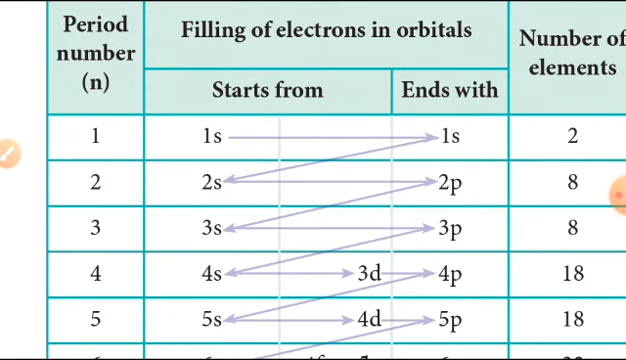 Period number (n)
Filling of electrons in orbitals
Number of elements
Starts from
Ends with
1 1s 1s 2
2 2s 2p 8
3 3s 3p 8
4 4s 3d 4p 18
5 5s 4d 5p 18